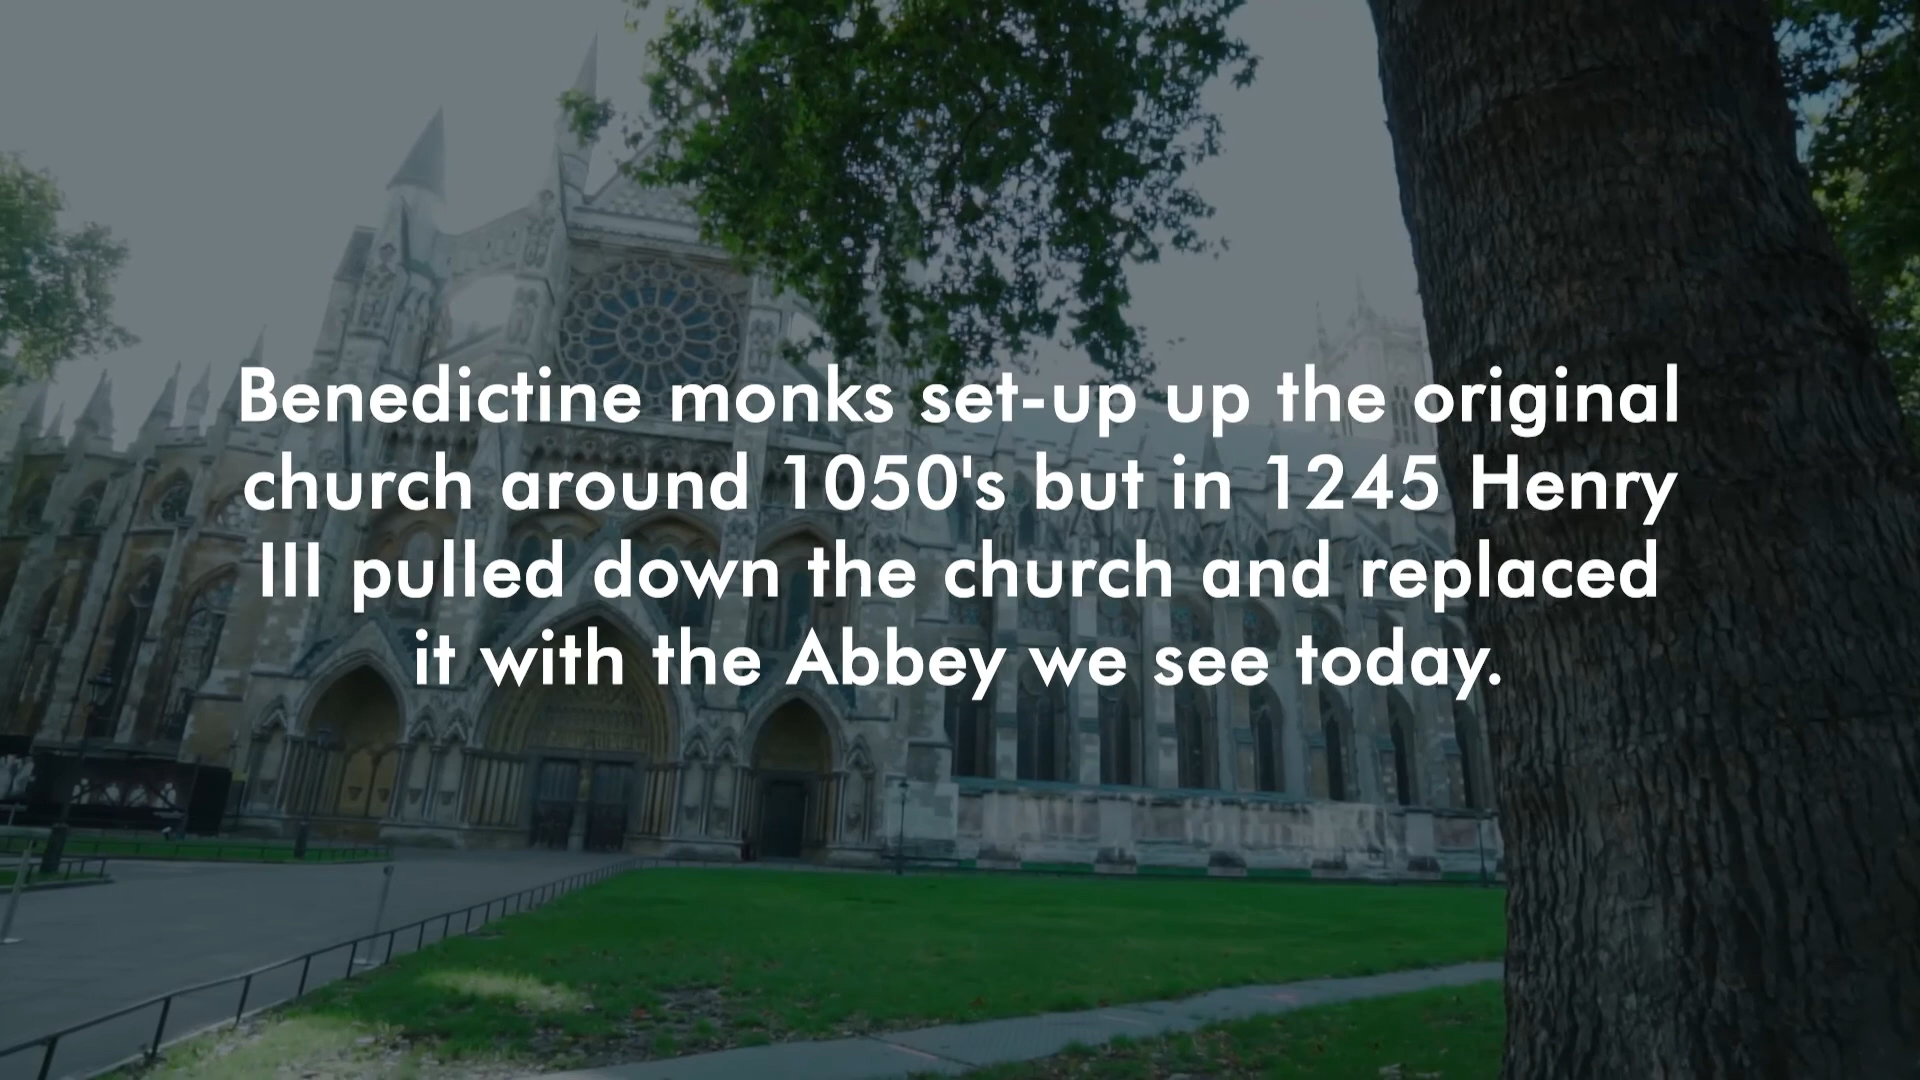 Benedictine monks set-up up the original
church around 1050's but in 1245 Henry
III pulled down the church and replaced
it with the Abbey we see today.